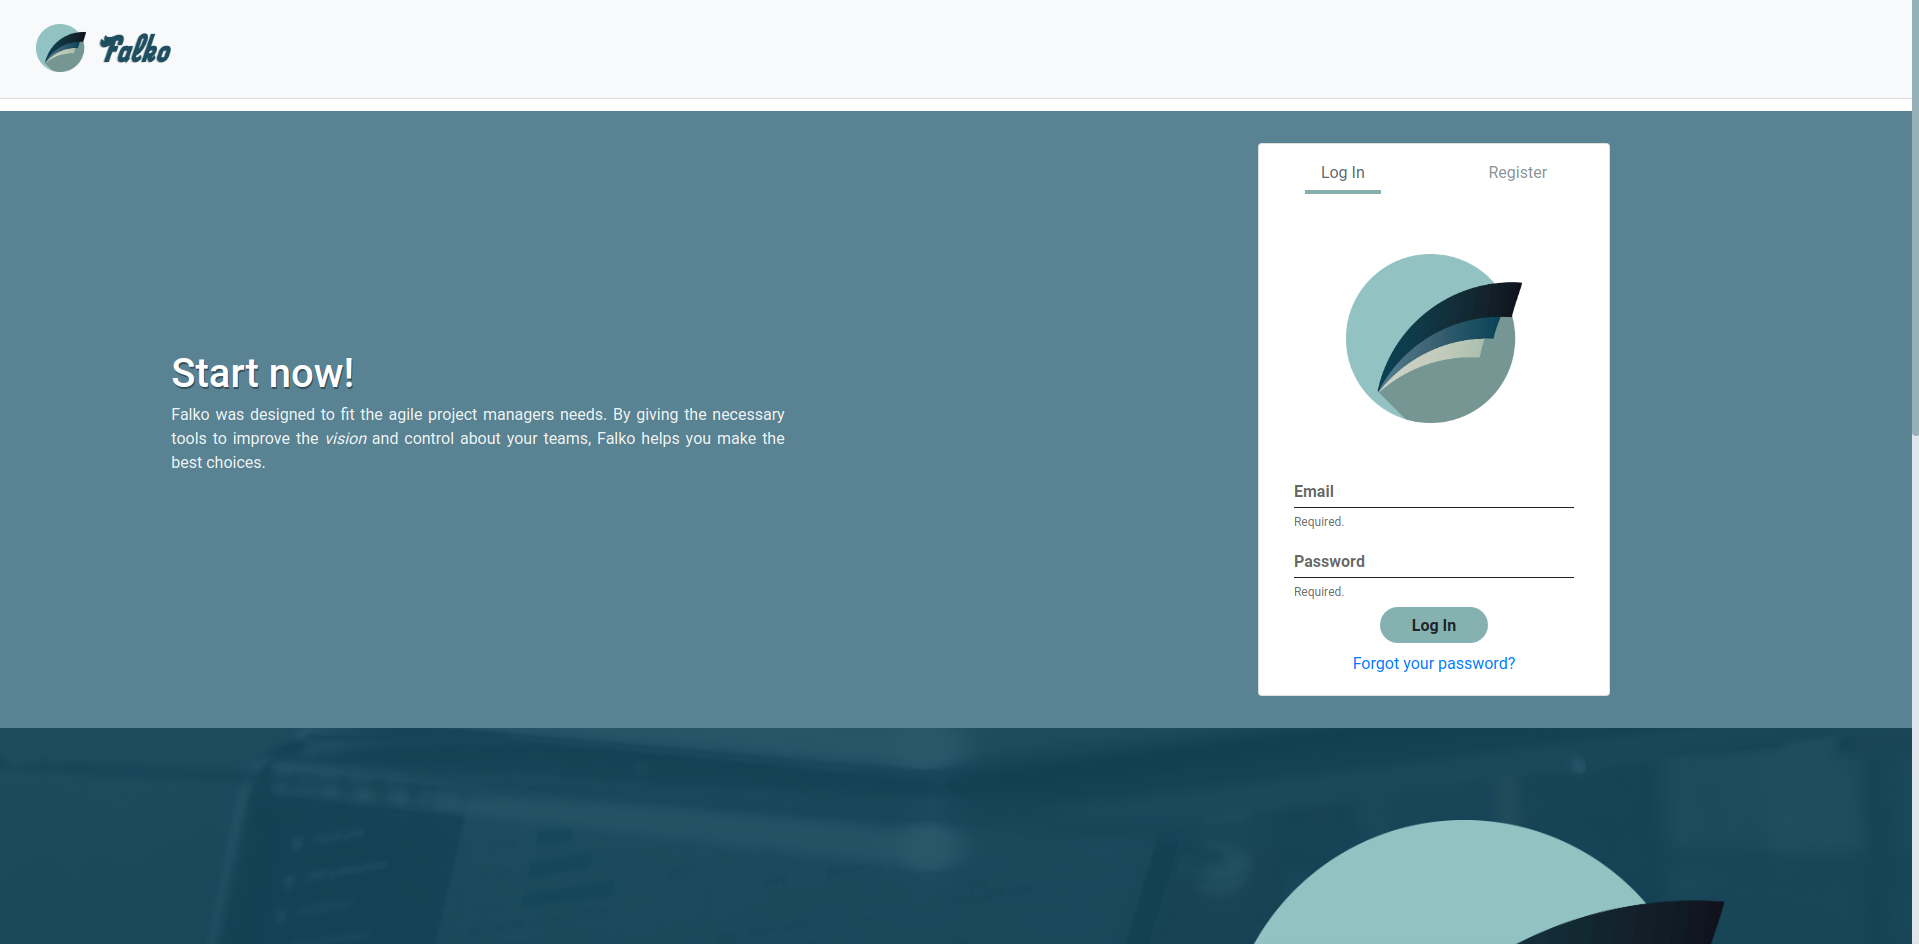 Falko
Log In
Register
Start now!
Falko was designed to fit the agile project managers needs. By giving the necessary
tools to improve the vision and control about your teams, Falko helps you make the
best choices.
Email
Required.
Password
Required.
Log In
Forgot your password?